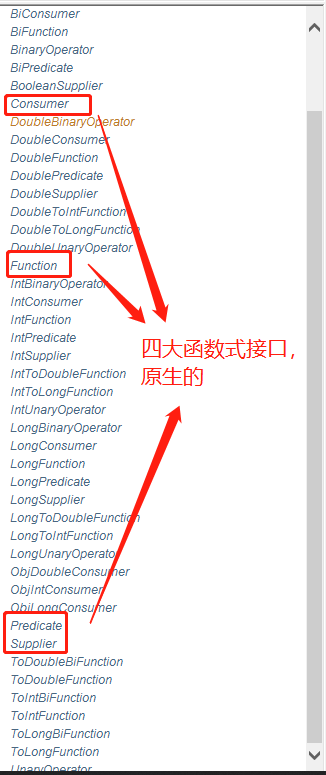 BiConsumer
BiFunction
BinaryOperator
BiPredicate
BooleanSupplier
Consumer
DoubleBinaryOperator
DoubleConsumer
DoubleFunction
DoublePredicate
DoubleSupplier
DoubleToIntFunction
DoubleToLongFunction
DoubleUnaryOperator
Function
IntBinaryOperator
IntConsumer
IntFunction
IntPredicate
IntSupplier
IntToDoubleFunction
IntToLongFunction
IntUnaryOperator
四大函数式接口，
原生的
LongBinaryOperator
LongConsumer
LongFunction
LongPredicate
LongSupplier
LongToDoubleFunction
LongToIntFunction
LongUnaryOperator
ObjDoubleConsumer
ObjIntConsumer
ObjLongConsumer
Predicate
Supplier
ToDoubleBiFunction
ToDoubleFunction
ToIntBiFunction
ToIntFunction
ToLongBiFunction
ToLongFunction
UnaryOperator